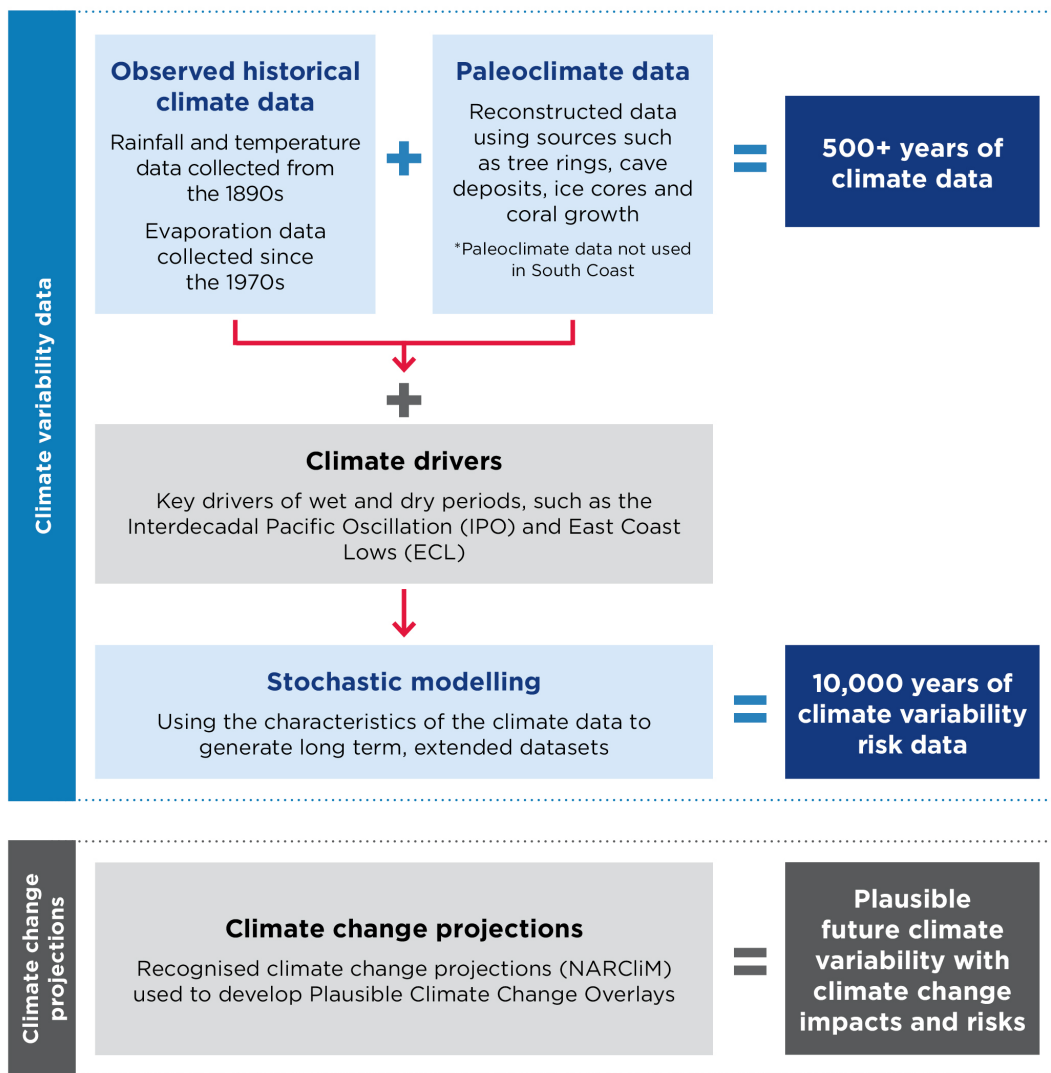 Climate variability data
Observed historical
climate data
Rainfall and temperature
data collected from
the 1890s
Evaporation data
collected since
the 1970s
+
Paleoclimate data
Reconstructed data
using sources such
as tree rings, cave
deposits, ice cores and
coral growth
*Paleoclimate data not used
in South Coast
=
500+ years of
climate data
+
Climate drivers
Key drivers of wet and dry periods, such as the
Interdecadal Pacific Oscillation (IPO) and East Coast
Lows (ECL)
Stochastic modelling
Using the characteristics of the climate data to
generate long term, extended datasets
=
10,000 years of
climate variability
risk data
Climate change
projections
Climate change projections
Recognised climate change projections (NARCliM)
used to develop Plausible Climate Change Overlays
=
Plausible
future climate
variability with
climate change
impacts and risks